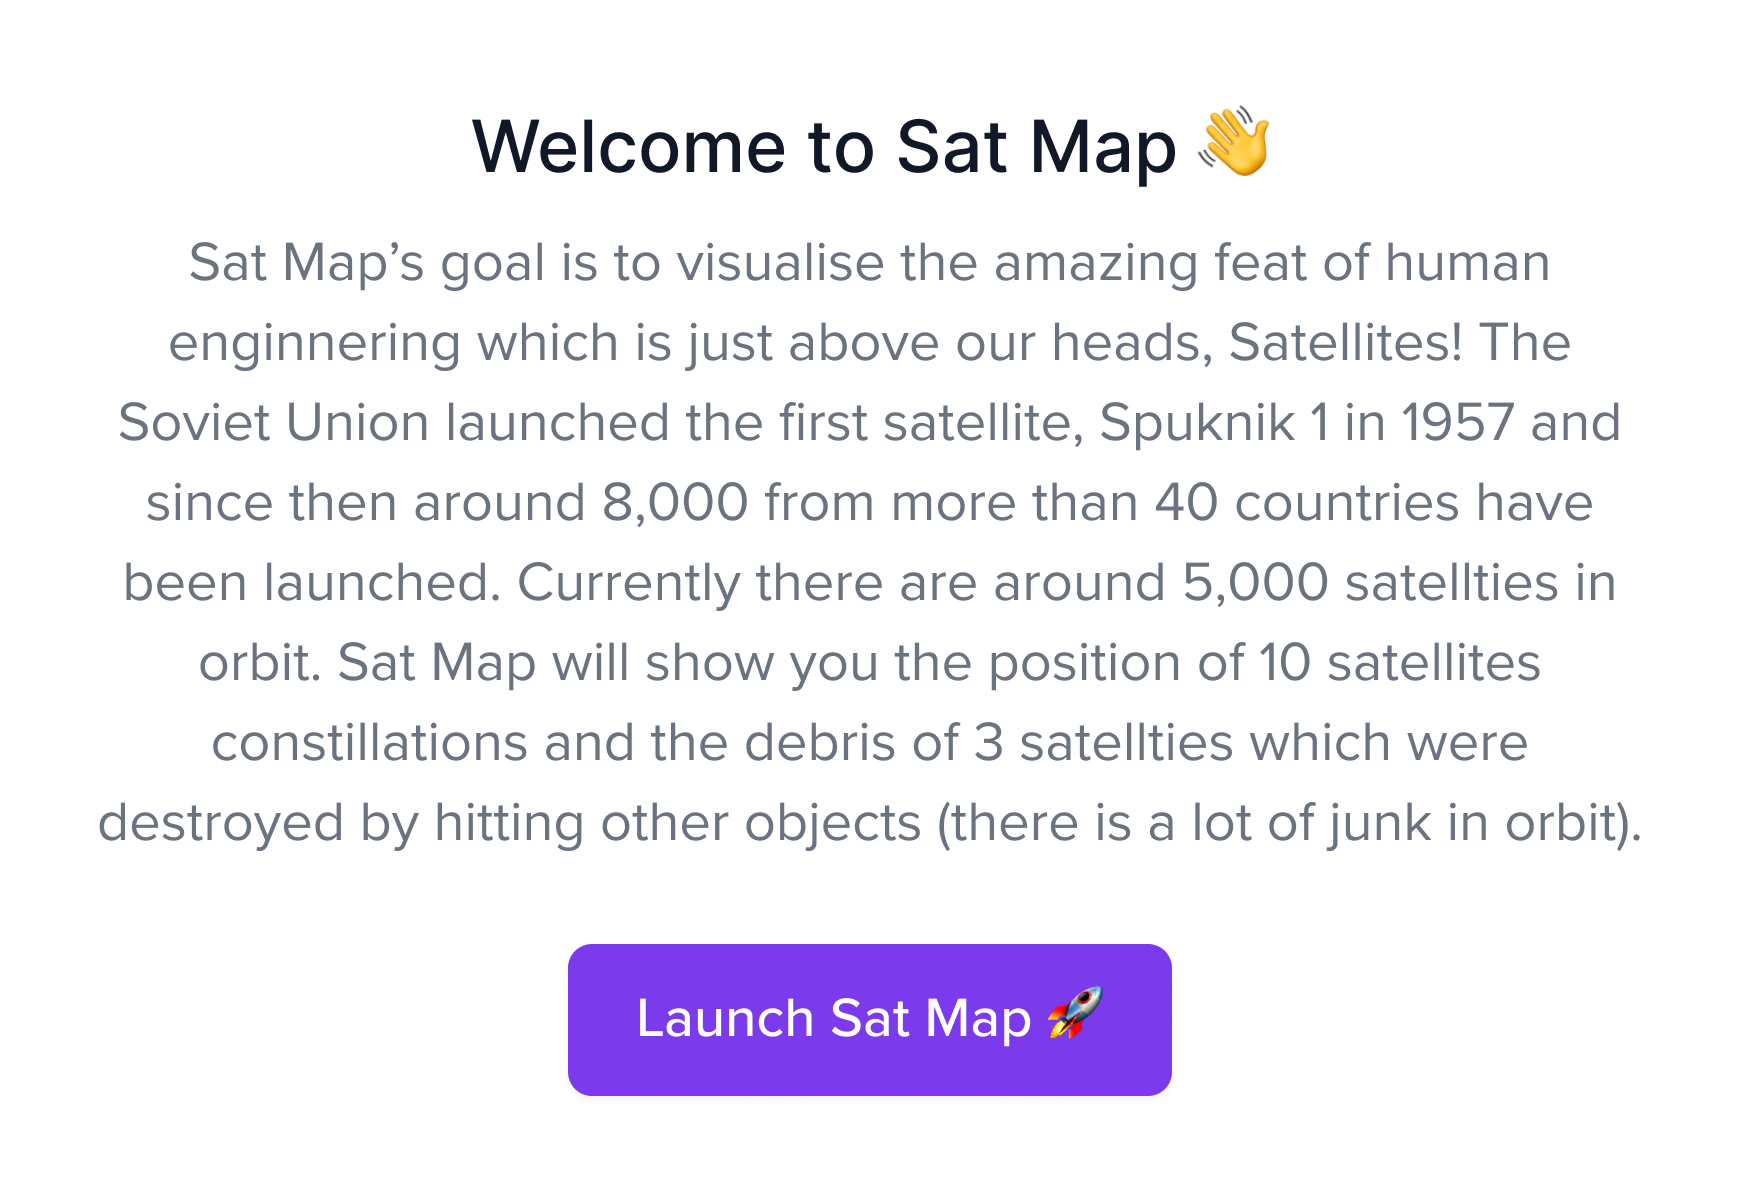 Welcome to Sat Map 👋
Sat Map’s goal is to visualise the amazing feat of human
enginnering which is just above our heads, Satellites! The
Soviet Union launched the first satellite, Spuknik 1 in 1957 and
since then around 8,000 from more than 40 countries have
been launched. Currently there are around 5,000 satellties in
orbit. Sat Map will show you the position of 10 satellites
constillations and the debris of 3 satellties which were
destroyed by hitting other objects (there is a lot of junk in orbit).
Launch Sat Map 🚀